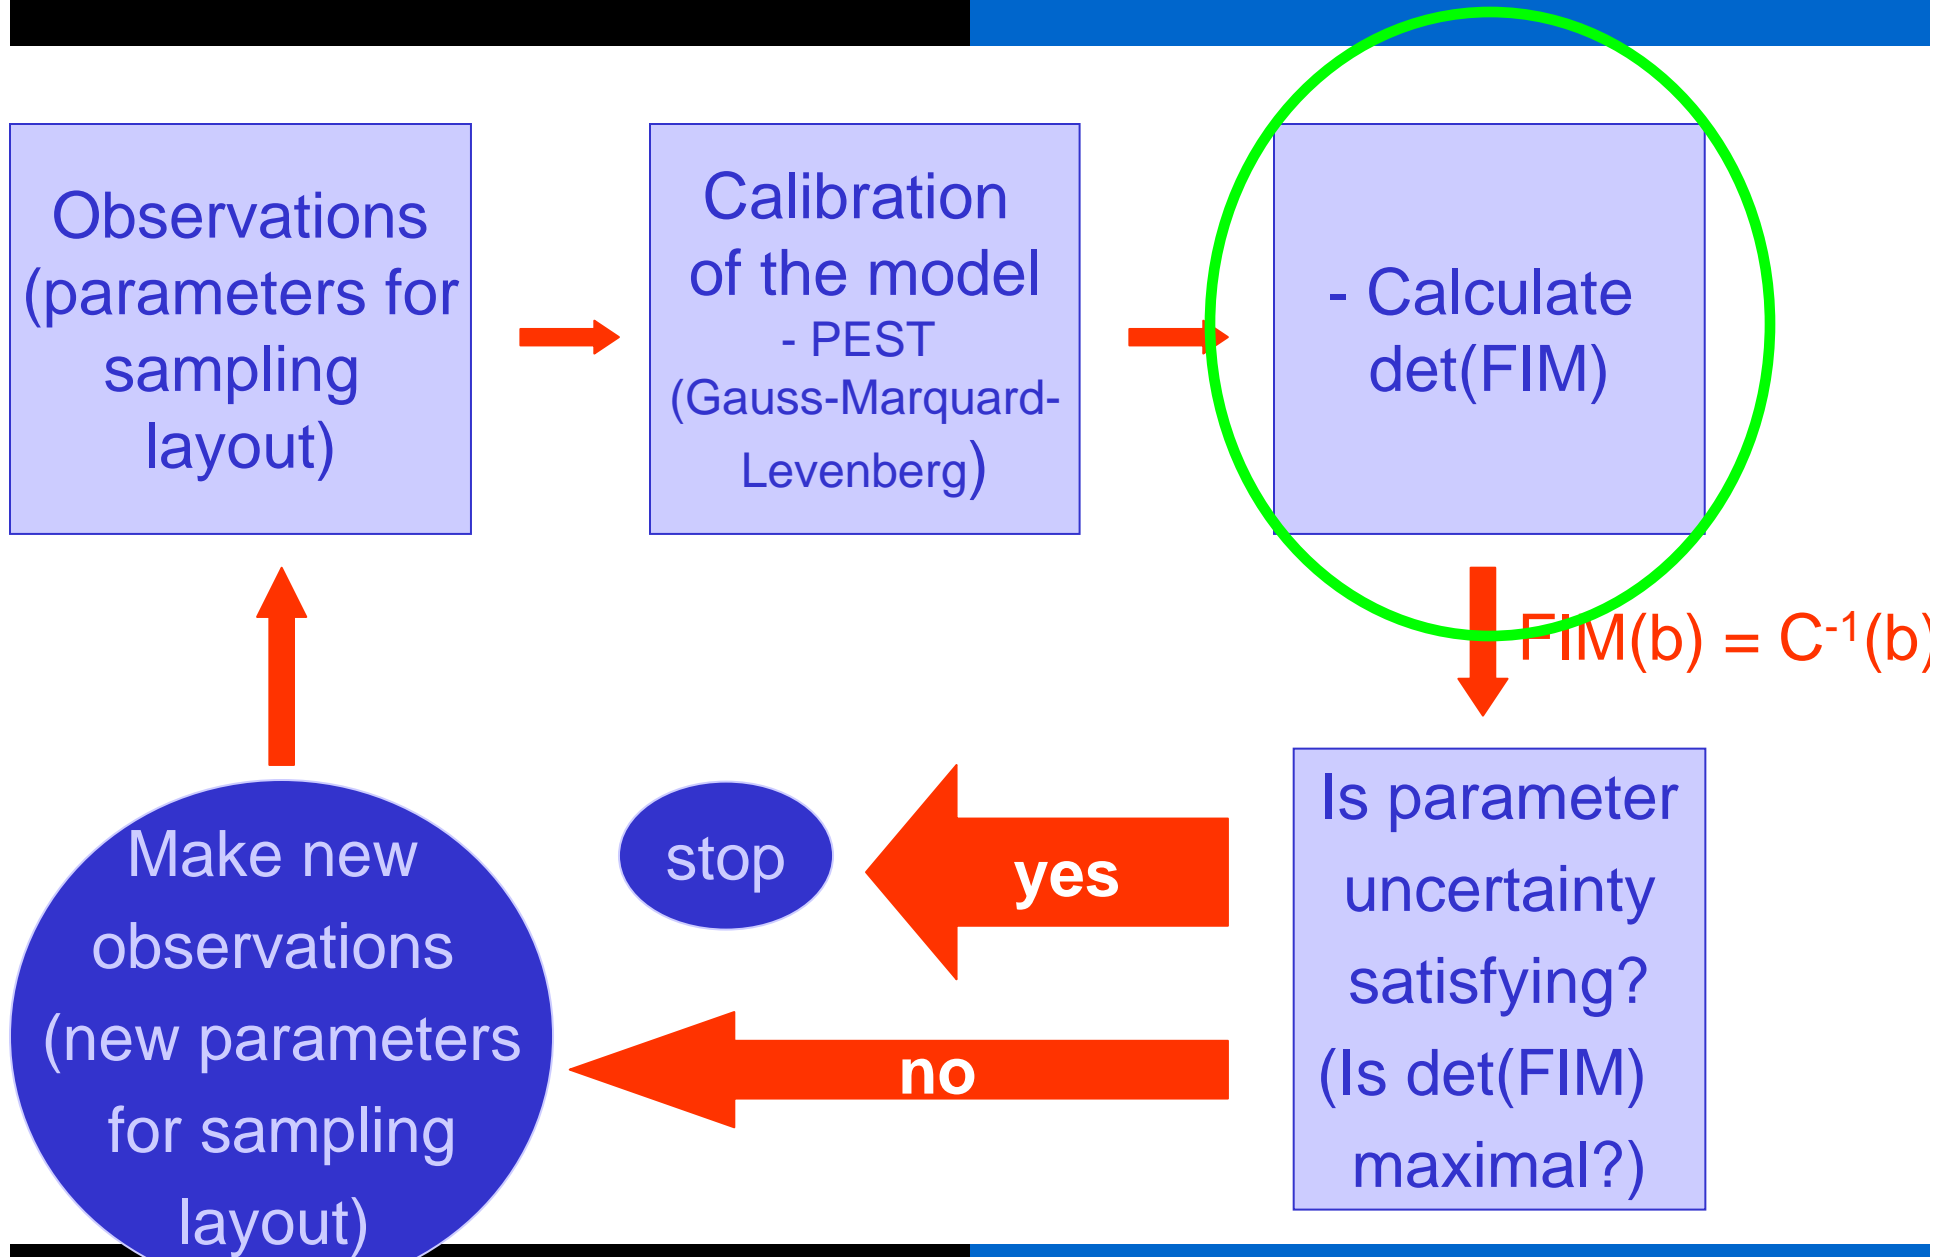 Observations
(parameters for
sampling
layout)
Calibration
of the model
- PEST
(Gauss-Marquard-
Levenberg)
- Calculate
det(FIM)
FIM(b) = C⁻¹(b)
Is parameter
uncertainty
satisfying?
(Is det(FIM)
maximal?)
yes
stop
no
Make new
observations
(new parameters
for sampling
layout)